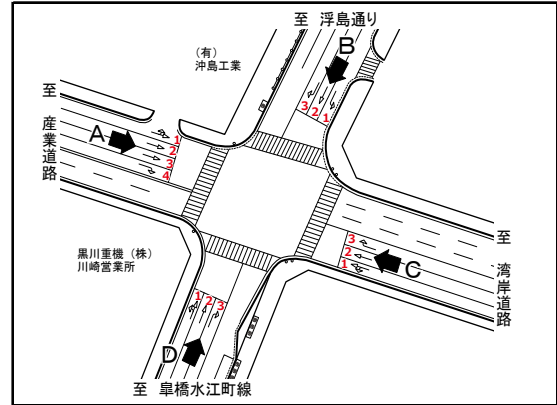 至 浮島通り
B
3 2 1
(有)
沖島工業
至 産業道路
A
1
2
3
4
黒川重機 (株)
川崎営業所
3
2
1
C
至 湾岸道路
1 2 3
D
至 皐橋水江町線